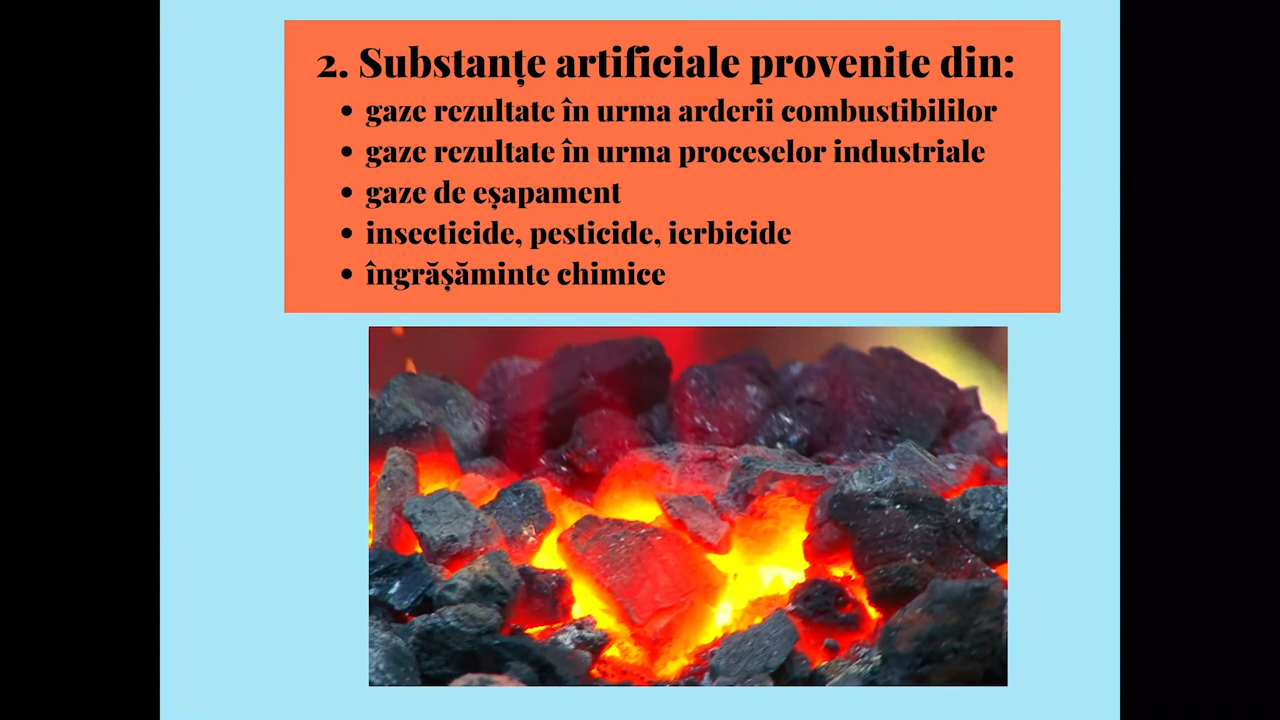 2. Substanțe artificiale provenite din:
• gaze rezultate în urma arderii combustibililor
• gaze rezultate în urma proceselor industriale
• gaze de eșapament
• insecticide, pesticide, ierbicide
• îngrășăminte chimice